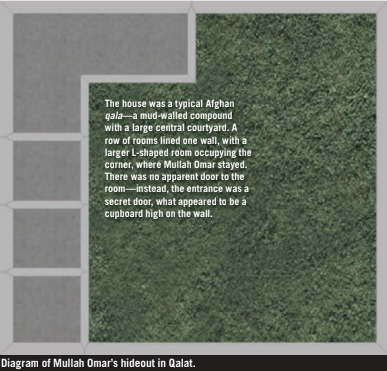 The house was a typical Afghan
qala—a mud-walled compound
with a large central courtyard. A
row of rooms lined one wall, with a
larger L-shaped room occupying the
corner, where Mullah Omar stayed.
There was no apparent door to the
room—instead, the entrance was a
secret door, what appeared to be a
cupboard high on the wall.
Diagram of Mullah Omar's hideout in Qalat.